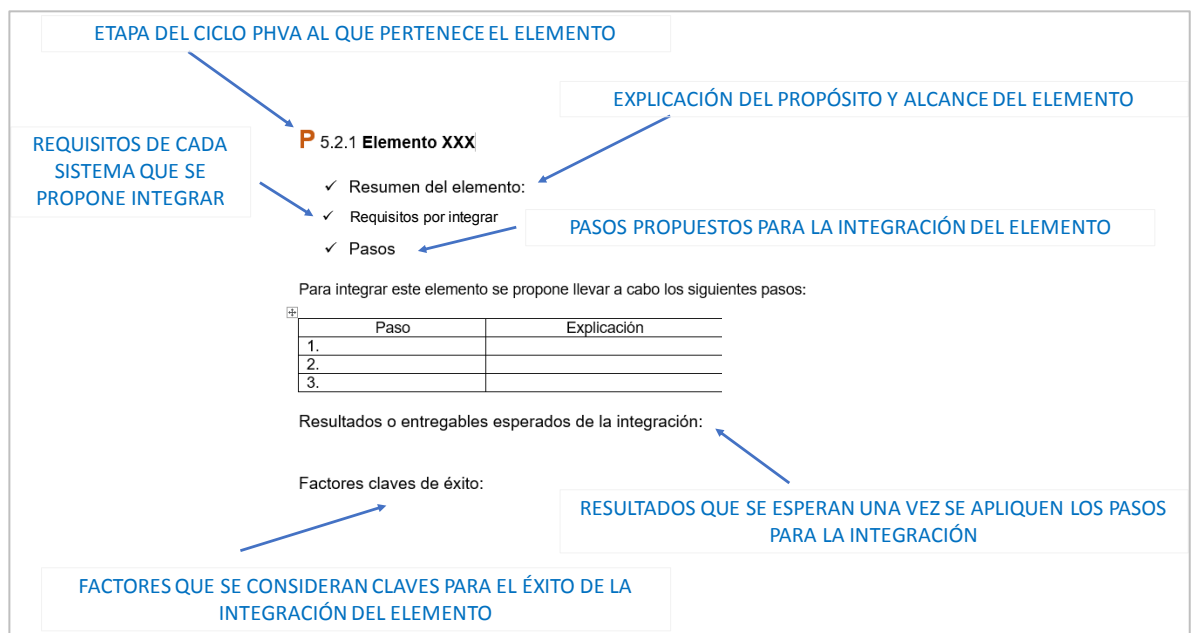 ETAPA DEL CICLO PHVA AL QUE PERTENECE EL ELEMENTO
EXPLICACIÓN DEL PROPÓSITO Y ALCANCE DEL ELEMENTO
REQUISITOS DE CADA
SISTEMA QUE SE
PROPONE INTEGRAR
P 5.2.1 Elemento XXX
✓ Resumen del elemento:
✓ Requisitos por integrar
PASOS PROPUESTOS PARA LA INTEGRACIÓN DEL ELEMENTO
✓ Pasos
Para integrar este elemento se propone llevar a cabo los siguientes pasos:
Paso Explicación
1.
2.
3.
Resultados o entregables esperados de la integración:
Factores claves de éxito:
RESULTADOS QUE SE ESPERAN UNA VEZ SE APLIQUEN LOS PASOS
PARA LA INTEGRACIÓN
FACTORES QUE SE CONSIDERAN CLAVES PARA EL ÉXITO DE LA
INTEGRACIÓN DEL ELEMENTO